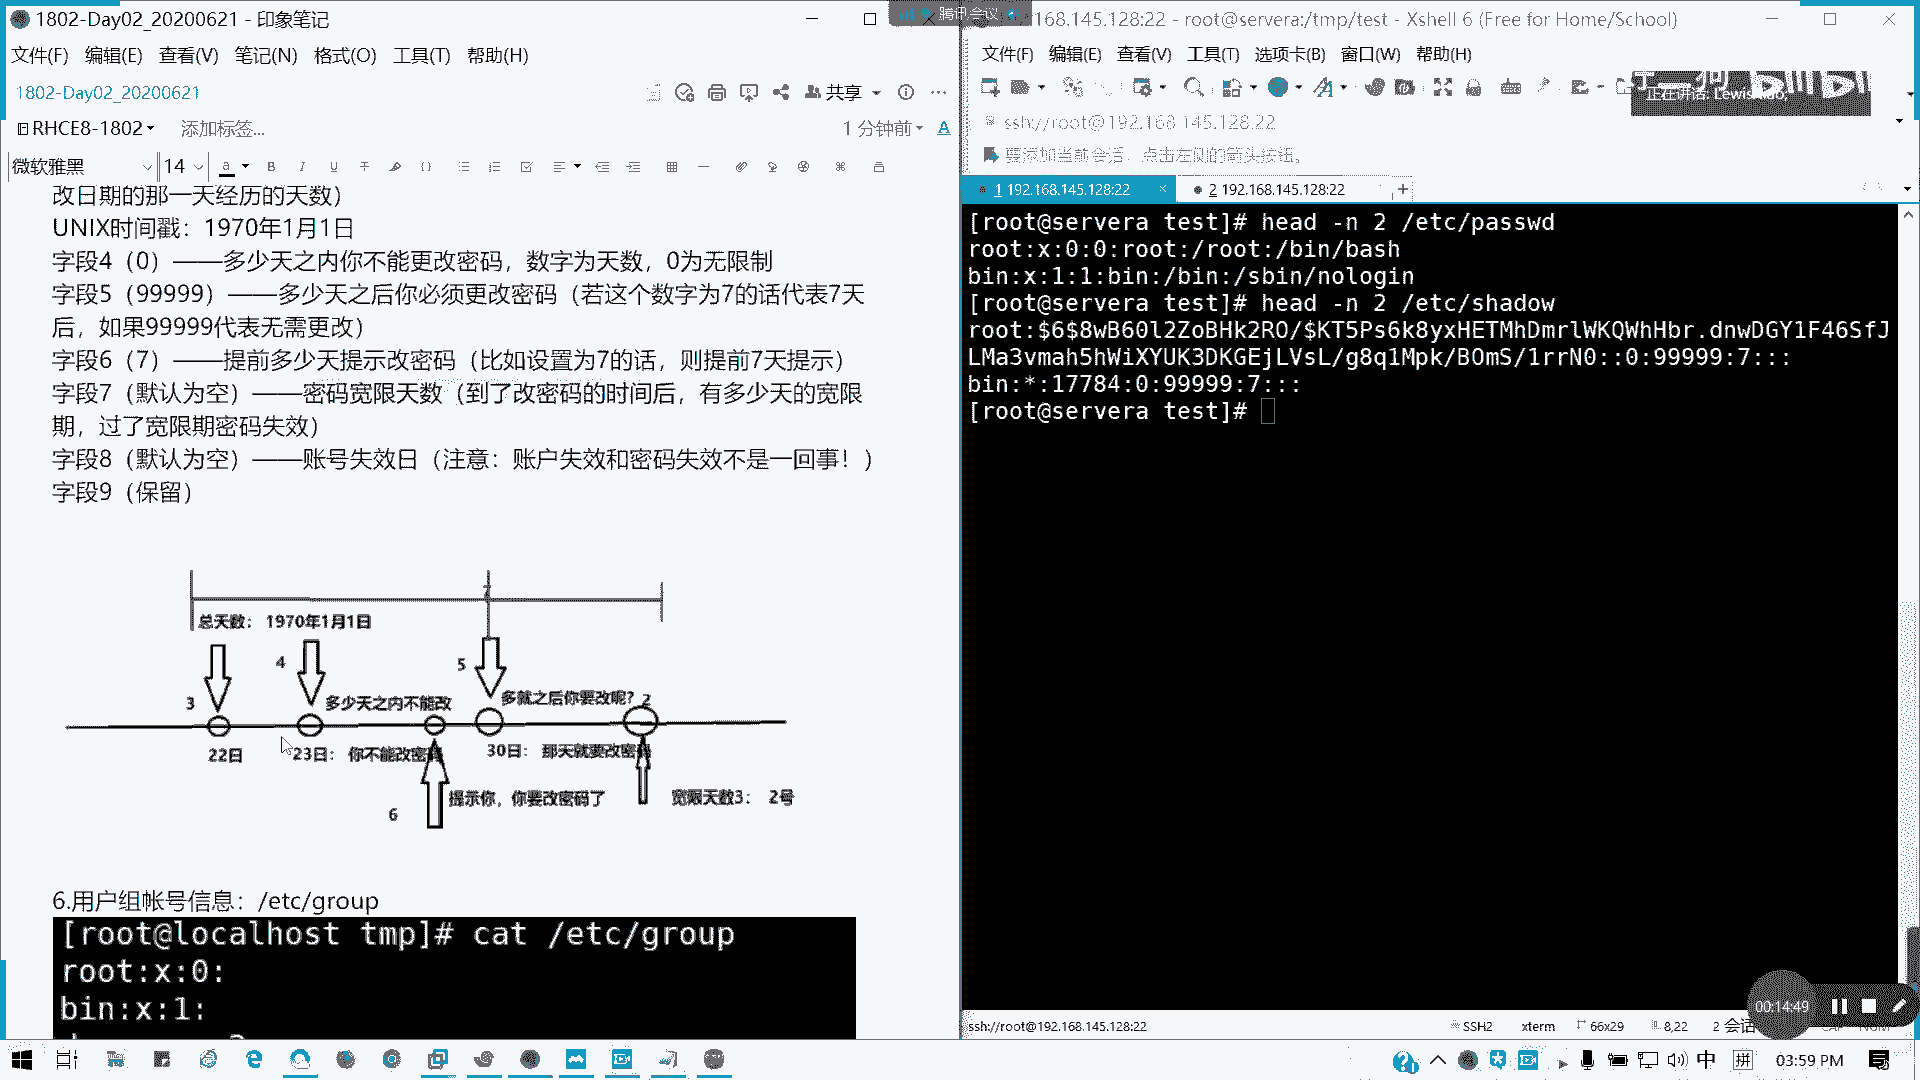 1802-Day02_20200621 - 印象笔记
文件(F) 编辑(E) 查看(V) 笔记(N) 格式(O) 工具(T) 帮助(H)
1802-Day02_20200621
共享
RHCE8-1802
添加标签...
1 分钟前
微软雅黑
14
改日期的那一天经历的天数）
UNIX时间戳：1970年1月1日
字段4（0）——多少天之内你不能更改密码，数字为天数，0为无限制
字段5（99999）——多少天之后你必须更改密码（若这个数字为7的话代表7天
后，如果99999代表无需更改）
字段6（7）——提前多少天提示改密码（比如设置为7的话，则提前7天提示）
字段7（默认为空）——密码宽限天数（到了改密码的时间后，有多少天的宽限
期，过了宽限期密码失效）
字段8（默认为空）——账号失效日（注意：账户失效和密码失效不是一回事！）
字段9（保留）
总天数： 1970年1月1日
4
5
3
多少天之内不能改
多就之后你要改呢？
2
22日
23日： 你不能改密码
30日： 那天就要改密码
提示你，你要改密码了
宽限天数3： 2号
6
6.用户组帐号信息：/etc/group
[root@localhost tmp]# cat /etc/group
root:x:0:
bin:x:1:
腾讯会议
192.168.145.128:22 - root@servera:/tmp/test - Xshell 6 (Free for Home/School)
文件(F) 编辑(E) 查看(V) 工具(T) 选项卡(B) 窗口(W) 帮助(H)
正在讲话: Lewis
ssh://root@192.168.145.128:22
要添加当前会话，点击左侧的箭头按钮。
1 192.168.145.128:22
2 192.168.145.128:22
[root@servera test]# head -n 2 /etc/passwd
root:x:0:0:root:/root:/bin/bash
bin:x:1:1:bin:/bin:/sbin/nologin
[root@servera test]# head -n 2 /etc/shadow
root:$6$8wB60l2ZoBHk2RO/$KT5Ps6k8yxHETMhDmrlWKQWhHbr.dnwDGY1F46SfJ
LMa3vmah5hWiXYUK3DKGEjLVsL/g8q1Mpk/BOmS/1rrN0::0:99999:7:::
bin:*:17784:0:99999:7:::
[root@servera test]#
00:14:49
ssh://root@192.168.145.128:22
SSH2
xterm
66x29
8,22
2 会话
CAP NUM
中
拼
03:59 PM